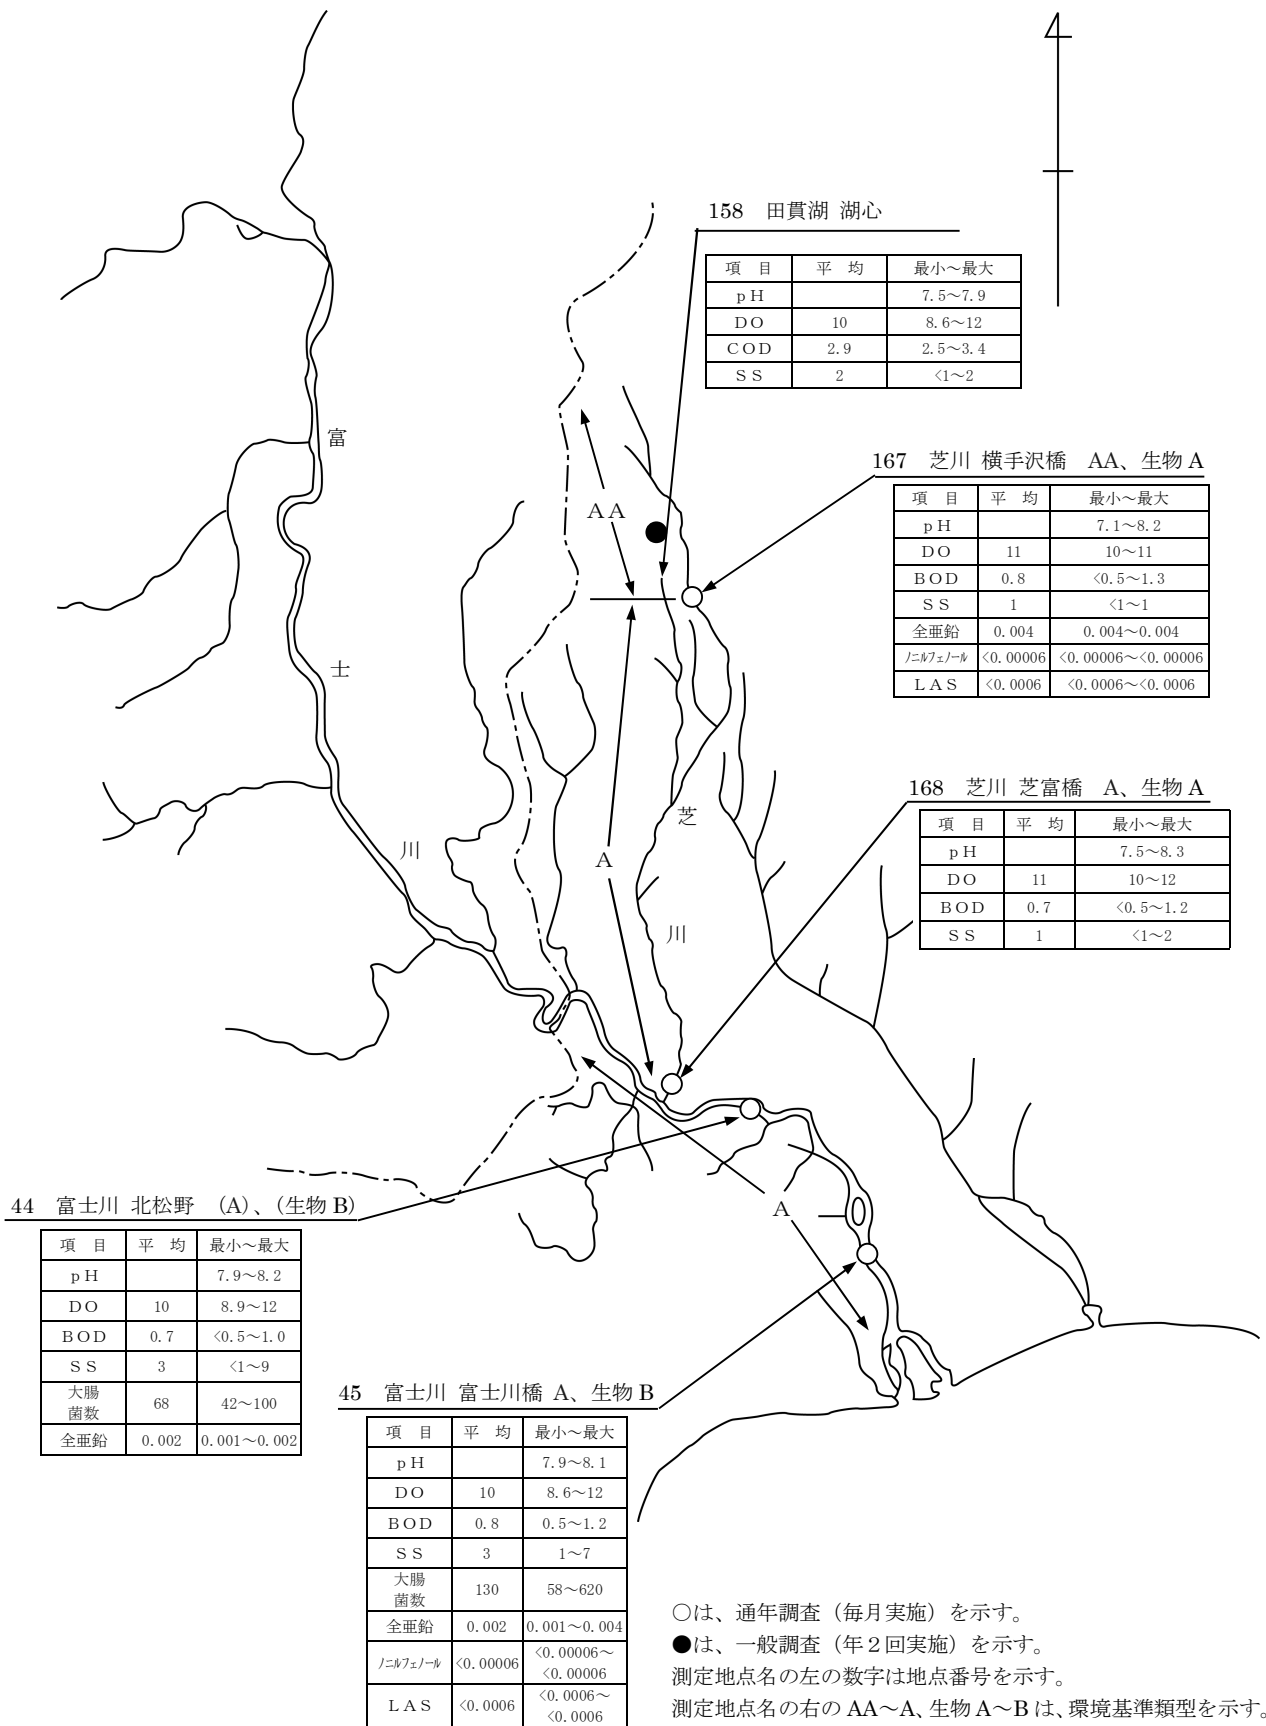 158　田貫湖 湖心
項　目　平　均　最小～最大
pH　7.5～7.9
DO　10　8.6～12
COD　2.9　2.5～3.4
SS　2　<1～2
富
士
川
AA
167　芝川 横手沢橋　AA、生物 A
項　目　平　均　最小～最大
pH　7.1～8.2
DO　11　10～11
BOD　0.8　<0.5～1.3
SS　1　<1～1
全亜鉛　0.004　0.004～0.004
ﾉﾆﾙﾌｪﾉｰﾙ　<0.00006　<0.00006～<0.00006
LAS　<0.0006　<0.0006～<0.0006
168　芝川 芝富橋　A、生物 A
項　目　平　均　最小～最大
pH　7.5～8.3
DO　11　10～12
BOD　0.7　<0.5～1.2
SS　1　<1～2
芝
川
A
A
44　富士川 北松野　(A)、(生物 B)
項　目　平　均　最小～最大
pH　7.9～8.2
DO　10　8.9～12
BOD　0.7　<0.5～1.0
SS　3　<1～9
大腸
菌数　68　42～100
全亜鉛　0.002　0.001～0.002
45　富士川 富士川橋 A、生物 B
項　目　平　均　最小～最大
pH　7.9～8.1
DO　10　8.6～12
BOD　0.8　0.5～1.2
SS　3　1～7
大腸
菌数　130　58～620
全亜鉛　0.002　0.001～0.004
ﾉﾆﾙﾌｪﾉｰﾙ　<0.00006　<0.00006～
<0.00006
LAS　<0.0006　<0.0006～
<0.0006
○は、通年調査（毎月実施）を示す。
●は、一般調査（年２回実施）を示す。
測定地点名の左の数字は地点番号を示す。
測定地点名の右の AA～A、生物 A～B は、環境基準類型を示す。